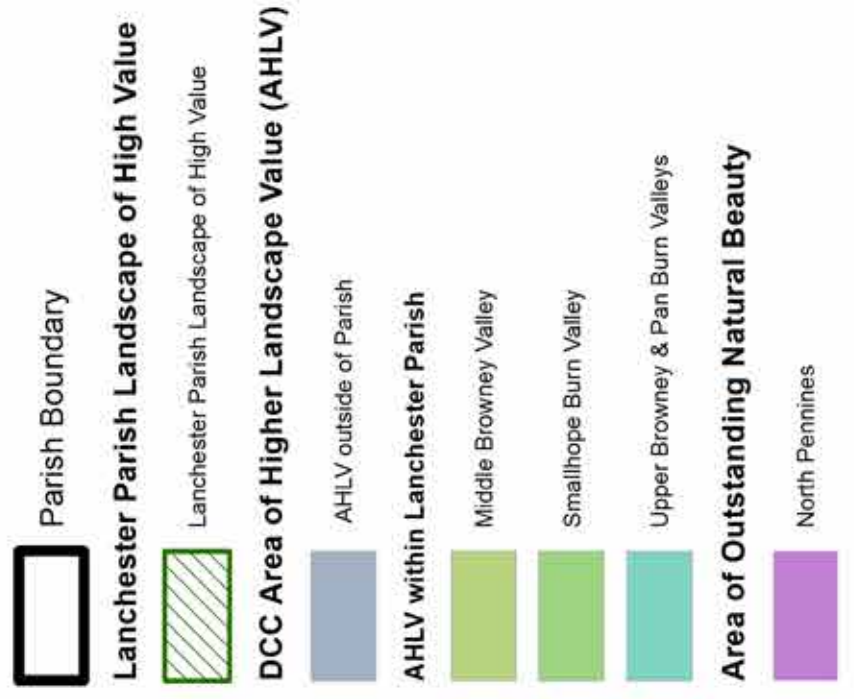 Parish Boundary
Lanchester Parish Landscape of High Value
Lanchester Parish Landscape of High Value
DCC Area of Higher Landscape Value (AHLV)
AHLV outside of Parish
AHLV within Lanchester Parish
Middle Browney Valley
Smallhope Burn Valley
Upper Browney & Pan Burn Valleys
Area of Outstanding Natural Beauty
North Pennines